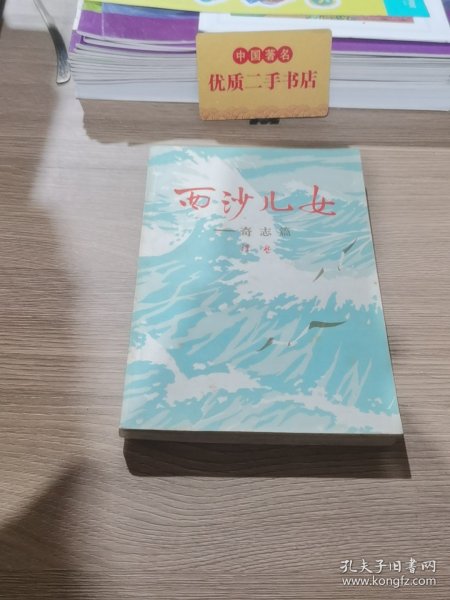 中国著名
优质二手书店
西沙儿女
——奇志篇
浩然
孔夫子旧书网
www.kongfz.com